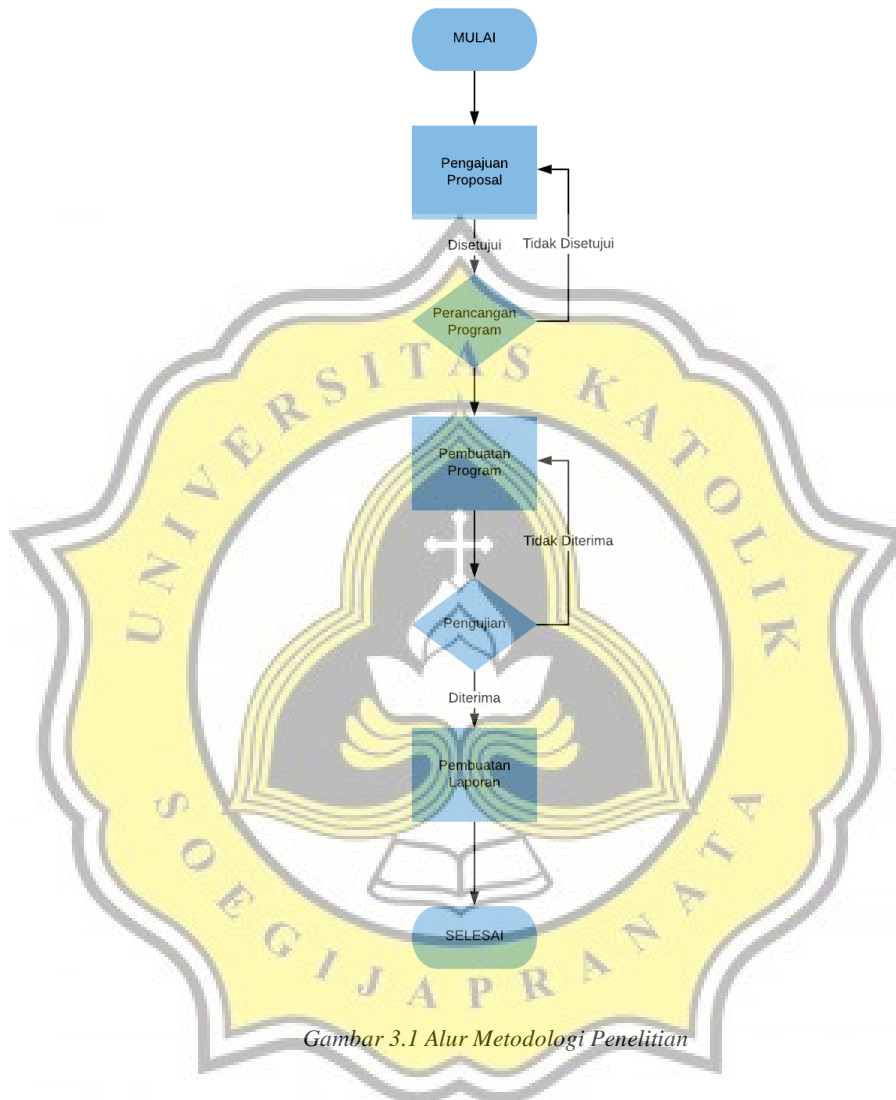 MULAI
Pengajuan
Proposal
Disetujui
Tidak Disetujui
Perancangan
Program
Pembuatan
Program
Tidak Diterima
Pengujian
Diterima
Pembuatan
Laporan
SELESAI
Gambar 3.1 Alur Metodologi Penelitian
UNIVERSITAS KATOLIK
SOEGIJAPRANATA